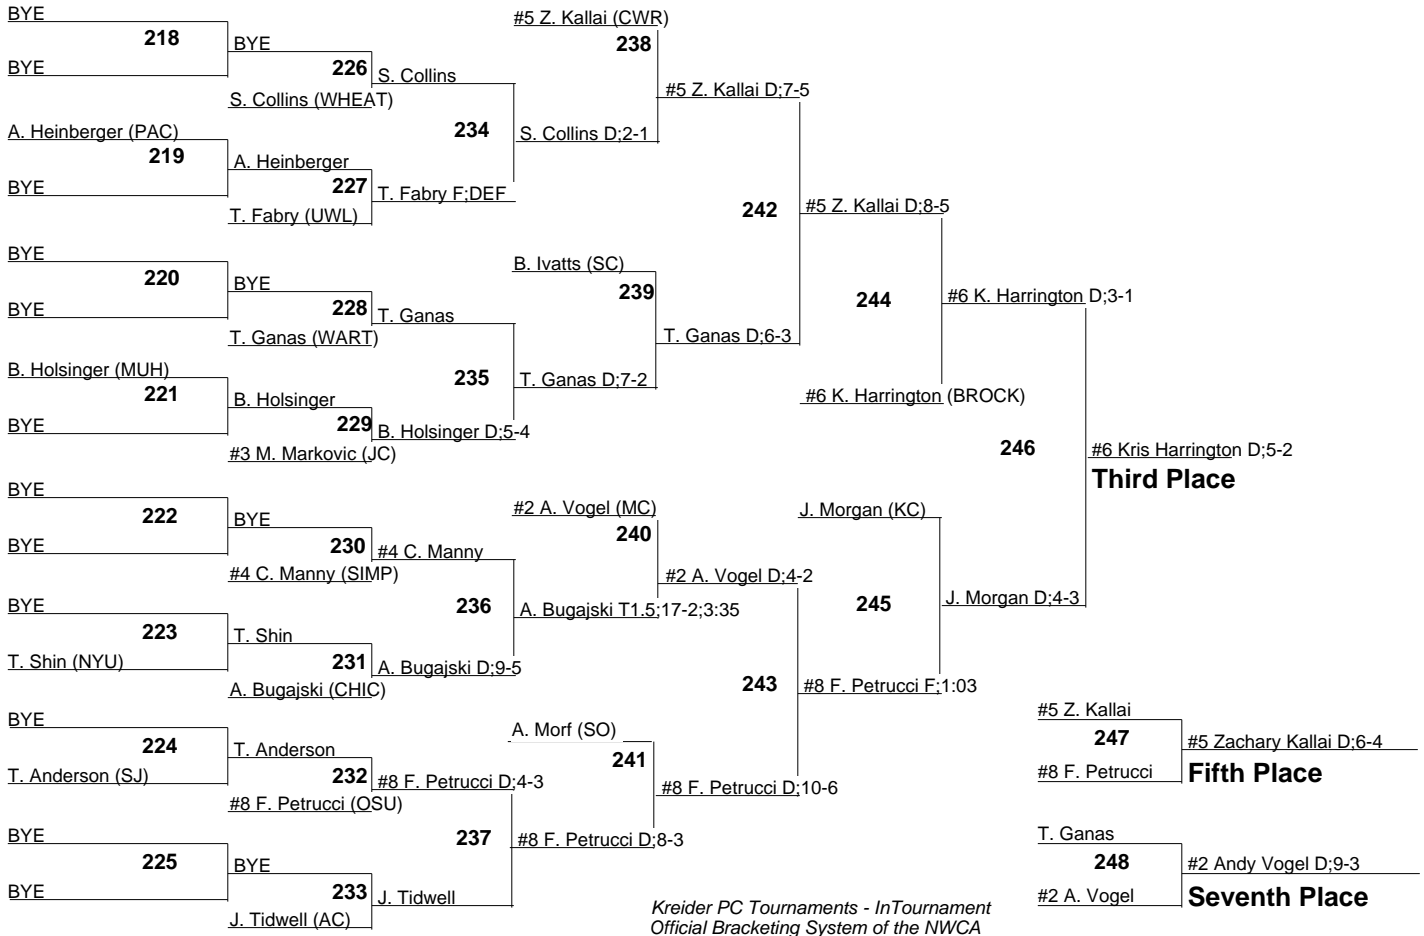 BYE
218
BYE
BYE
226
S. Collins (WHEAT)
S. Collins
A. Heinberger (PAC)
219
BYE
A. Heinberger
227
T. Fabry (UWL)
T. Fabry F;DEF
234
S. Collins D;2-1
#5 Z. Kallai (CWR)
238
#5 Z. Kallai D;7-5
BYE
220
BYE
BYE
228
T. Ganas (WART)
T. Ganas
B. Holsinger (MUH)
221
BYE
B. Holsinger
229
#3 M. Markovic (JC)
B. Holsinger D;5-4
235
T. Ganas D;7-2
B. Ivatts (SC)
239
T. Ganas D;6-3
242
#5 Z. Kallai D;8-5
244
#6 K. Harrington (BROCK)
#6 K. Harrington D;3-1
BYE
222
BYE
BYE
230
#4 C. Manny (SIMP)
#4 C. Manny
BYE
223
T. Shin (NYU)
T. Shin
231
A. Bugajski (CHIC)
A. Bugajski D;9-5
236
A. Bugajski T1.5;17-2;3:35
#2 A. Vogel (MC)
240
#2 A. Vogel D;4-2
BYE
224
T. Anderson (SJ)
T. Anderson
232
#8 F. Petrucci (OSU)
#8 F. Petrucci D;4-3
BYE
225
BYE
BYE
233
J. Tidwell (AC)
J. Tidwell
237
#8 F. Petrucci D;8-3
A. Morf (SO)
241
#8 F. Petrucci D;10-6
243
#8 F. Petrucci F;1:03
J. Morgan (KC)
245
J. Morgan D;4-3
246
#6 Kris Harrington D;5-2
Third Place
#5 Z. Kallai
247
#8 F. Petrucci
#5 Zachary Kallai D;6-4
Fifth Place
T. Ganas
248
#2 A. Vogel
#2 Andy Vogel D;9-3
Seventh Place
Kreider PC Tournaments - InTournament
Official Bracketing System of the NWCA